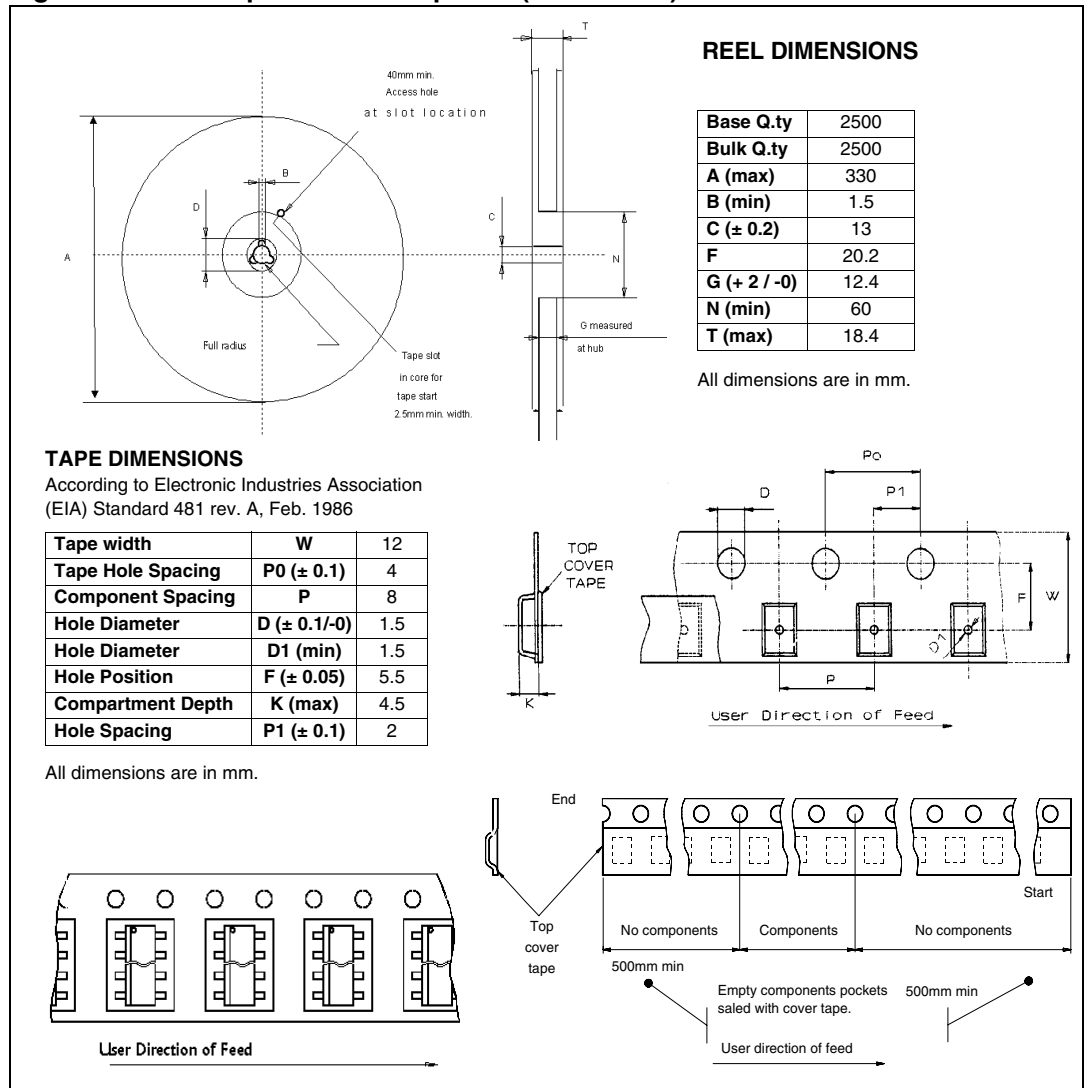 REEL DIMENSIONS
T
40mm min.
Access hole
at slot location
B
D
A
C
N
Full radius
Tape slot
in core for
tape start
2.5mm min. width.
G measured
at hub
Base Q.ty 2500
Bulk Q.ty 2500
A (max) 330
B (min) 1.5
C (± 0.2) 13
F 20.2
G (+ 2 / -0) 12.4
N (min) 60
T (max) 18.4
All dimensions are in mm.
TAPE DIMENSIONS
According to Electronic Industries Association
(EIA) Standard 481 rev. A, Feb. 1986
Tape width W 12
Tape Hole Spacing P0 (± 0.1) 4
Component Spacing P 8
Hole Diameter D (± 0.1/-0) 1.5
Hole Diameter D1 (min) 1.5
Hole Position F (± 0.05) 5.5
Compartment Depth K (max) 4.5
Hole Spacing P1 (± 0.1) 2
All dimensions are in mm.
TOP
COVER
TAPE
K
Po
D
P1
F
W
D1
P
User Direction of Feed
End
Start
Top
cover
tape
No components
Components
No components
500mm min
Empty components pockets
saled with cover tape.
500mm min
User direction of feed
User Direction of Feed